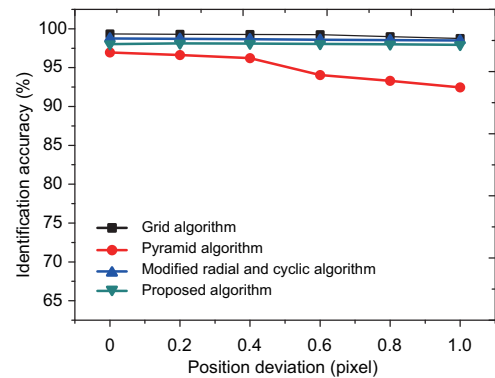 Identification accuracy (%)
100
95
90
85
80
75
70
65
Grid algorithm
Pyramid algorithm
Modified radial and cyclic algorithm
Proposed algorithm
0 0.2 0.4 0.6 0.8 1.0
Position deviation (pixel)